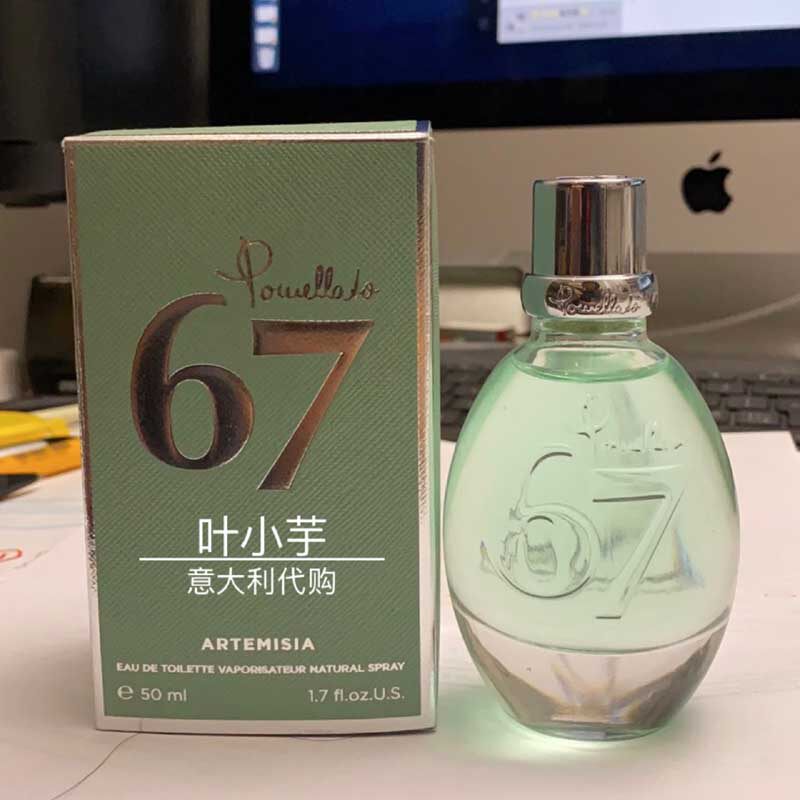 Pomellato
67
叶小芋
意大利代购
ARTEMISIA
EAU DE TOILETTE VAPORISATEUR NATURAL SPRAY
℮ 50 ml 1.7 fl.oz.U.S.
Pomellato
Pomellato
67